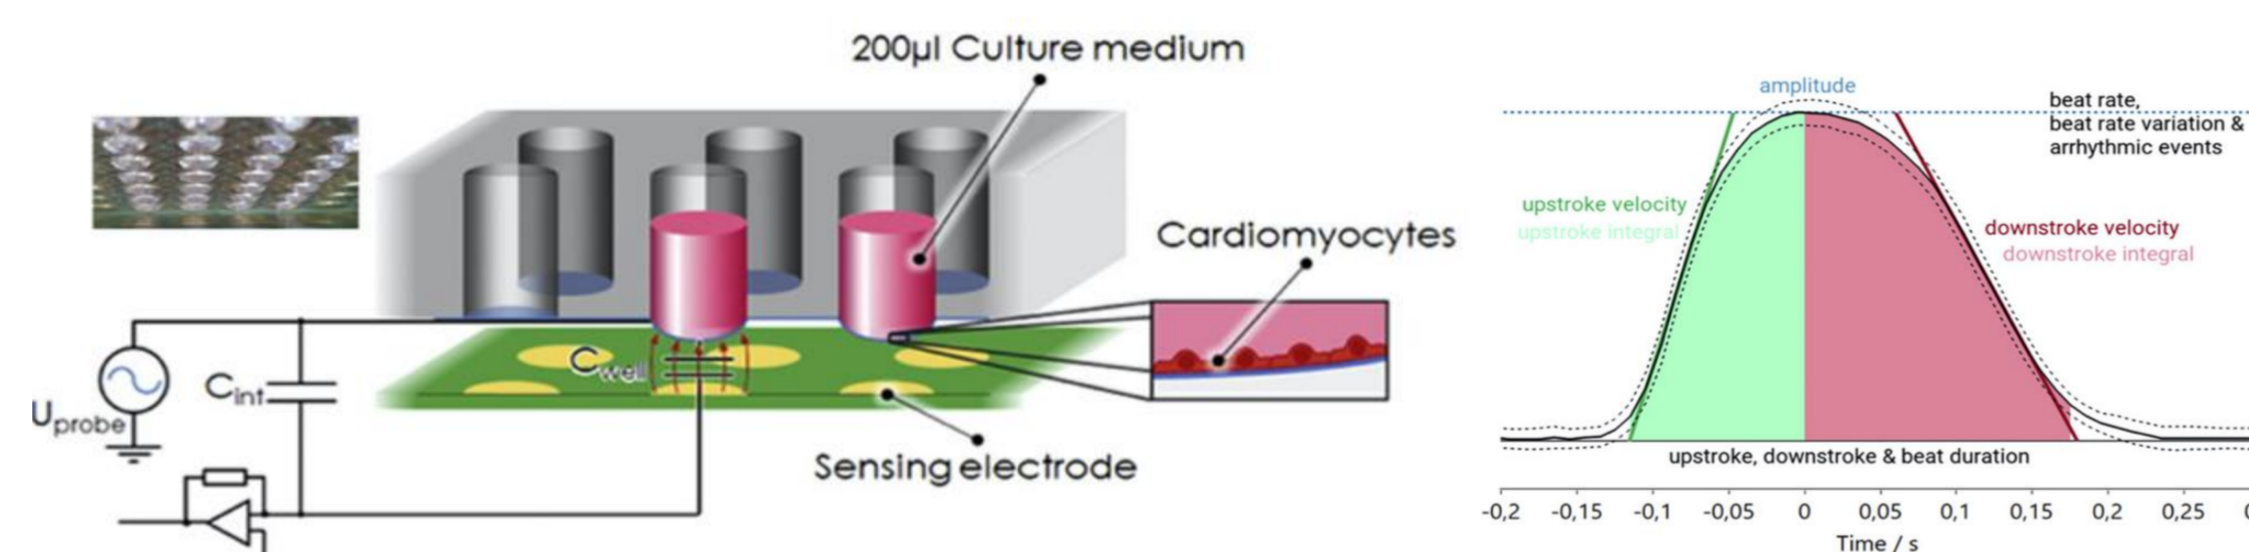 200µl Culture medium
Cardiomyocytes
Cwell
Cint
Uprobe
Sensing electrode
amplitude
beat rate,
beat rate variation &
arrhythmic events
upstroke velocity
upstroke integral
downstroke velocity
downstroke integral
upstroke, downstroke & beat duration
-0,2 -0,15 -0,1 -0,05 0 0,05 0,1 0,15 0,2 0,25
Time / s